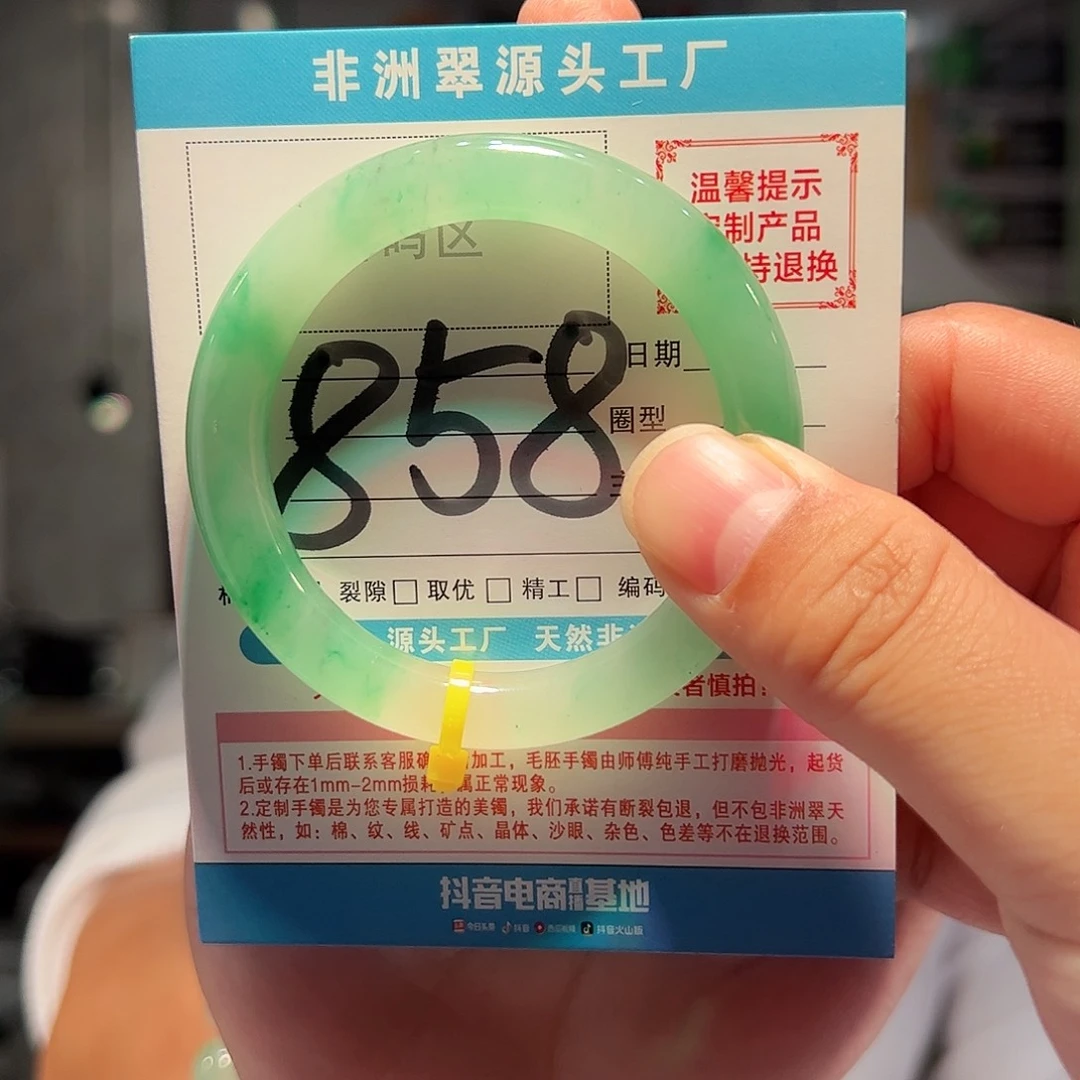 非洲翠源头工厂
码区
温馨提示
制产品
持退换
858
日期
圈型
裂隙 取优 精工 编码
源头工厂 天然非
者慎拍
1.手镯下单后联系客服确 加工，毛胚手镯由师傅纯手工打磨抛光，起货
后或存在1mm-2mm损耗 属正常现象。
2.定制手镯是为您专属打造的美镯，我们承诺有断裂包退，但不包非洲翠天
然性，如：棉、纹、线、矿点、晶体、沙眼、杂色、色差等不在退换范围。
抖音电商直播基地
今日头条 抖音 西瓜视频 抖音火山版